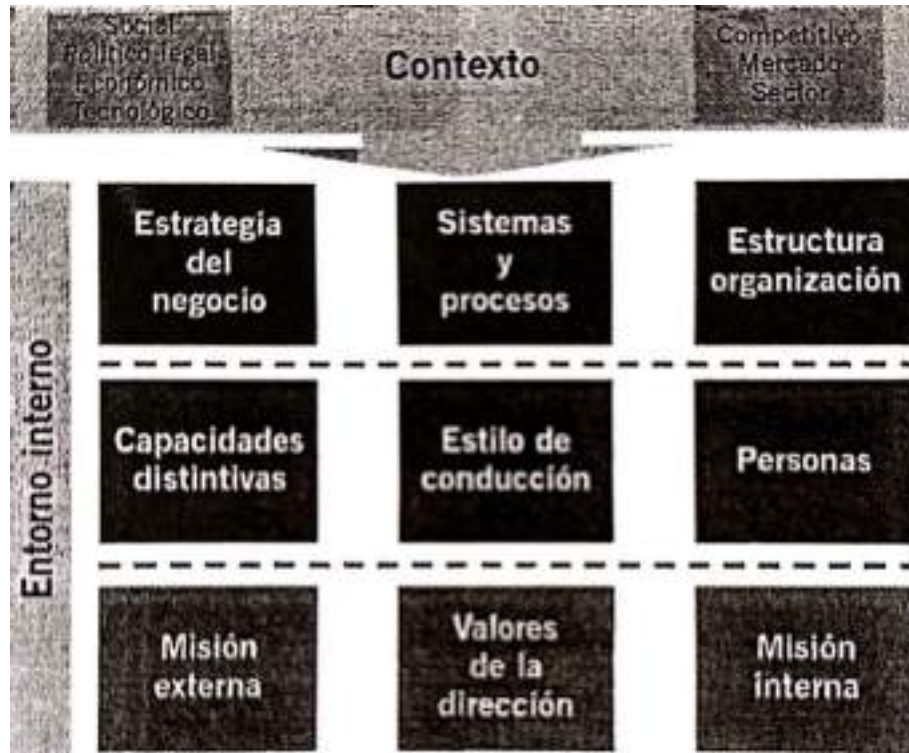 Social
Político-legal
Económico
Tecnológico
Contexto
Competitivo
Mercado
Sector
Entorno interno
Estrategia
del
negocio
Sistemas
y
procesos
Estructura
organización
Capacidades
distintivas
Estilo de
conducción
Personas
Misión
externa
Valores
de la
dirección
Misión
interna